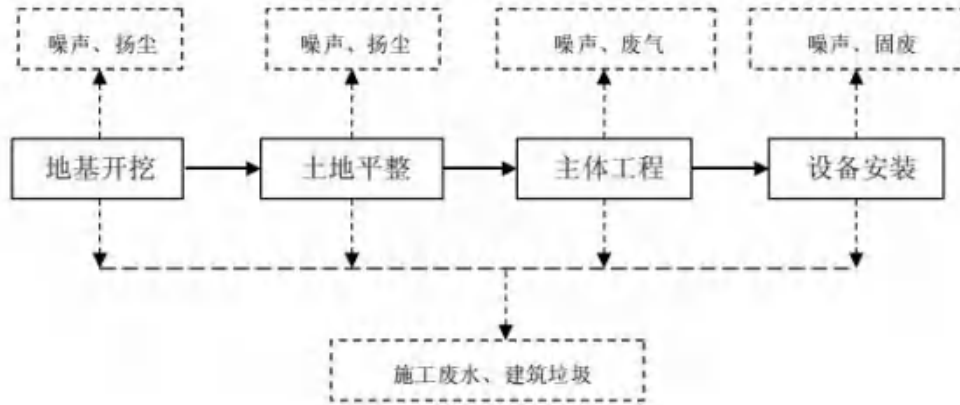 噪声、扬尘
噪声、扬尘
噪声、废气
噪声、固废
地基开挖
土地平整
主体工程
设备安装
施工废水、建筑垃圾